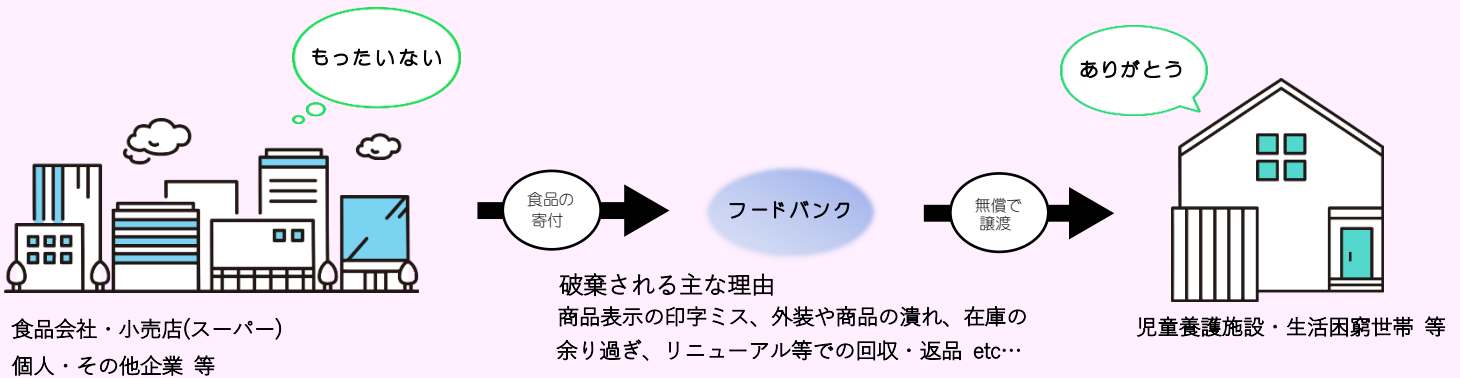 もったいない
ありがとう
食品の
寄付
フードバンク
無償で
譲渡
破棄される主な理由
商品表示の印字ミス、外装や商品の潰れ、在庫の
余り過ぎ、リニューアル等での回収・返品 etc…
食品会社・小売店(スーパー)
個人・その他企業 等
児童養護施設・生活困窮世帯 等